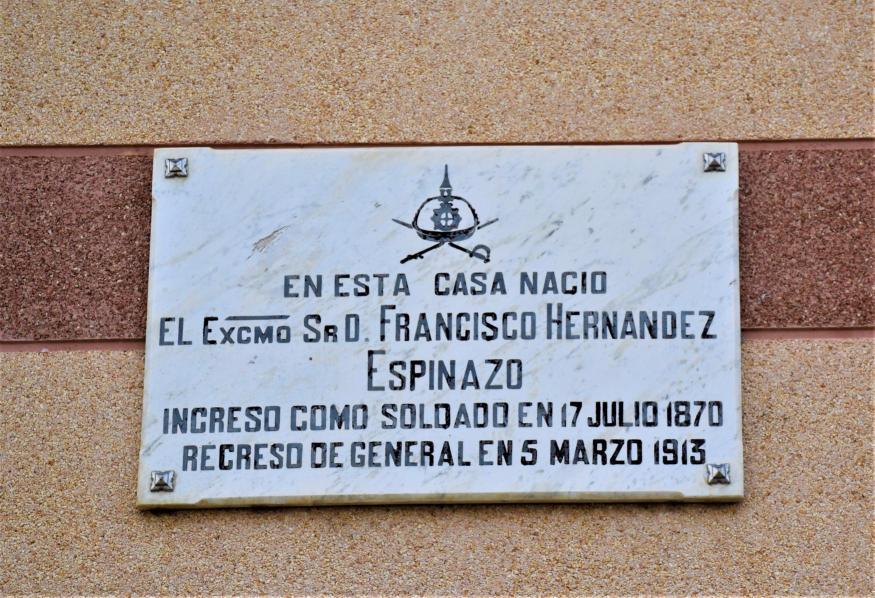 EN ESTA CASA NACIO
EL EXCMO SR D. FRANCISCO HERNANDEZ
ESPINAZO
INGRESO COMO SOLDADO EN 17 JULIO 1870
RECRESO DE GENERAL EN 5 MARZO 1913